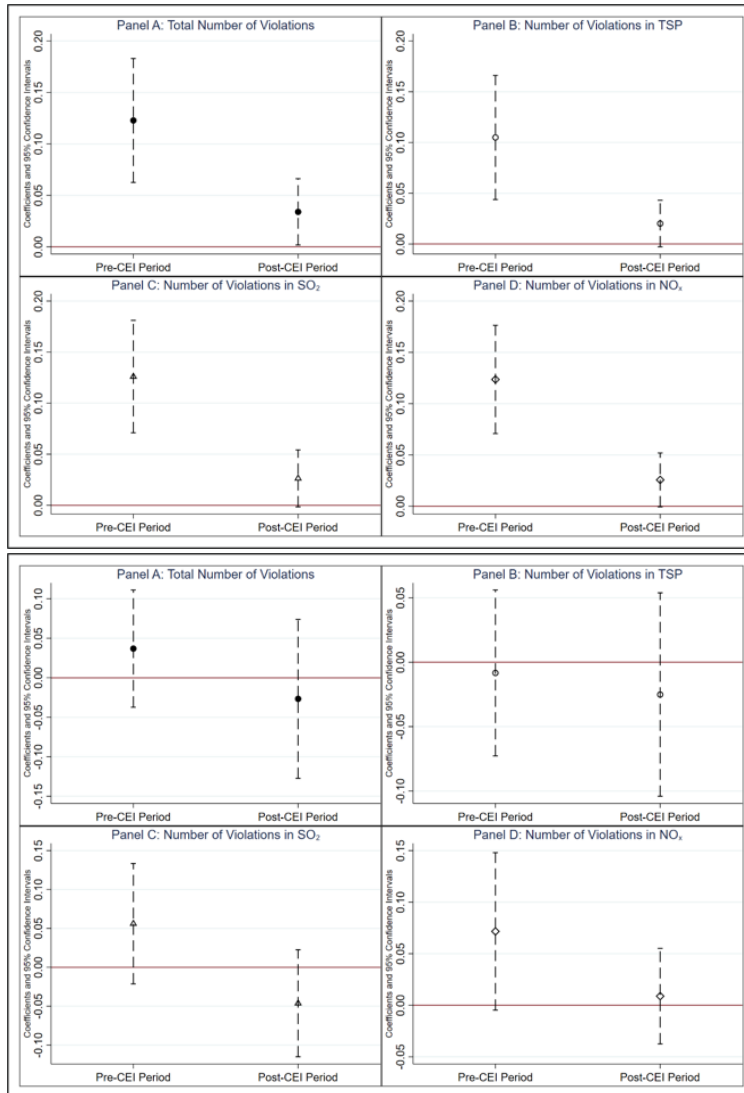 Panel A: Total Number of Violations
Coefficients and 95% Confidence Intervals
0.20
0.15
0.10
0.05
0.00
Pre-CEI Period
Post-CEI Period
Panel B: Number of Violations in TSP
Coefficients and 95% Confidence Intervals
0.20
0.15
0.10
0.05
0.00
Pre-CEI Period
Post-CEI Period
Panel C: Number of Violations in SO₂
Coefficients and 95% Confidence Intervals
0.20
0.15
0.10
0.05
0.00
Pre-CEI Period
Post-CEI Period
Panel D: Number of Violations in NOₓ
Coefficients and 95% Confidence Intervals
0.20
0.15
0.10
0.05
0.00
Pre-CEI Period
Post-CEI Period
Panel A: Total Number of Violations
Coefficients and 95% Confidence Intervals
0.10
0.05
0.00
-0.05
-0.10
-0.15
Pre-CEI Period
Post-CEI Period
Panel B: Number of Violations in TSP
Coefficients and 95% Confidence Intervals
0.05
0.00
-0.05
-0.10
Pre-CEI Period
Post-CEI Period
Panel C: Number of Violations in SO₂
Coefficients and 95% Confidence Intervals
0.15
0.10
0.05
0.00
-0.05
-0.10
Pre-CEI Period
Post-CEI Period
Panel D: Number of Violations in NOₓ
Coefficients and 95% Confidence Intervals
0.15
0.10
0.05
0.00
-0.05
Pre-CEI Period
Post-CEI Period